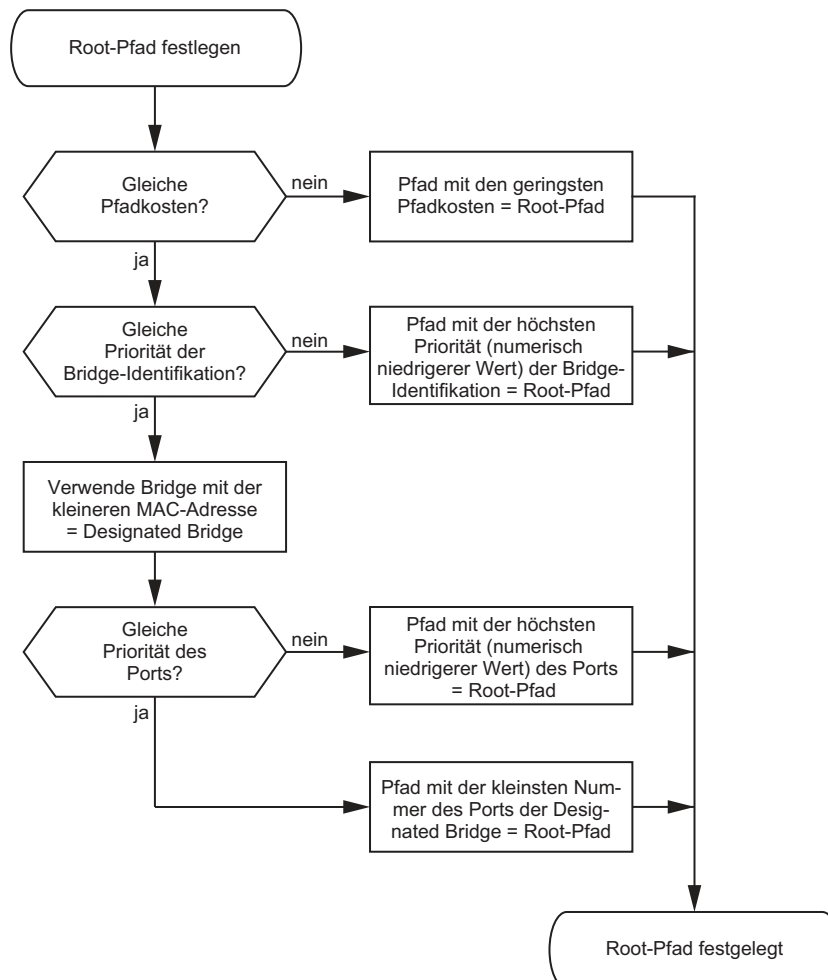 Root-Pfad festlegen
Gleiche
Pfadkosten?
nein
Pfad mit den geringsten
Pfadkosten = Root-Pfad
ja
Gleiche
Priorität der
Bridge-Identifikation?
nein
Pfad mit der höchsten
Priorität (numerisch
niedrigerer Wert) der Bridge-
Identifikation = Root-Pfad
ja
Verwende Bridge mit der
kleineren MAC-Adresse
= Designated Bridge
Gleiche
Priorität des
Ports?
nein
Pfad mit der höchsten
Priorität (numerisch
niedrigerer Wert) des Ports
= Root-Pfad
ja
Pfad mit der kleinsten Num-
mer des Ports der Desig-
nated Bridge = Root-Pfad
Root-Pfad festgelegt